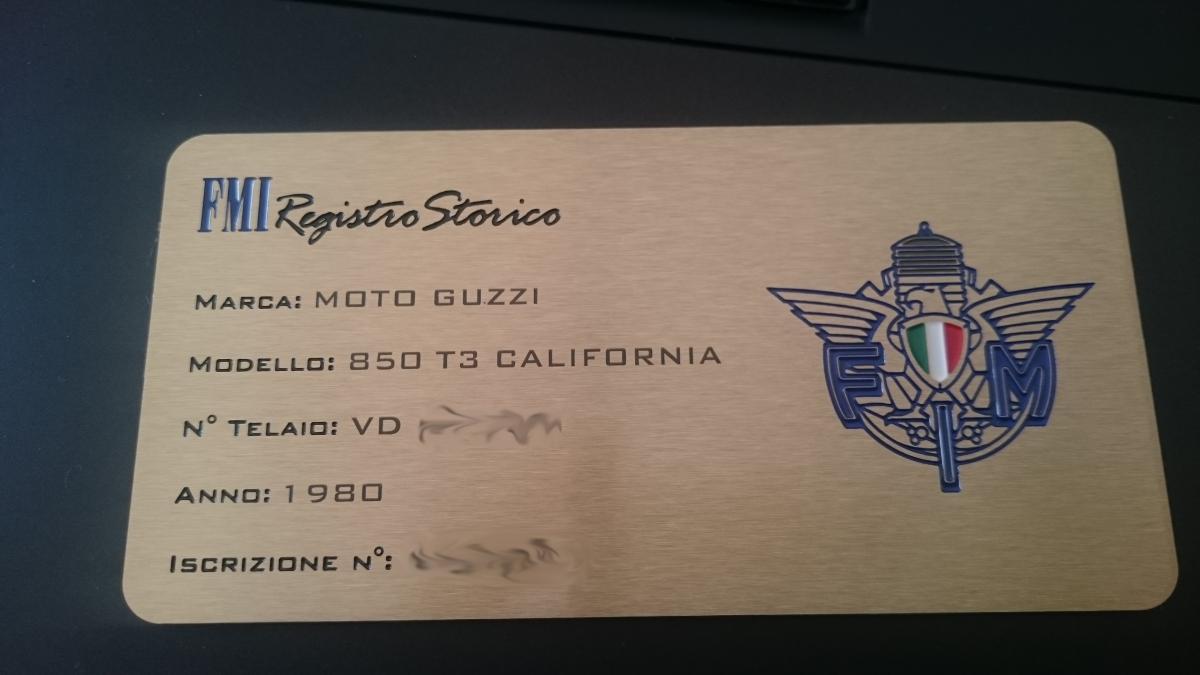 FMI Registro Storico
MARCA: MOTO GUZZI
MODELLO: 850 T3 CALIFORNIA
N° TELAIO: VD
ANNO: 1980
ISCRIZIONE N°:
F M I